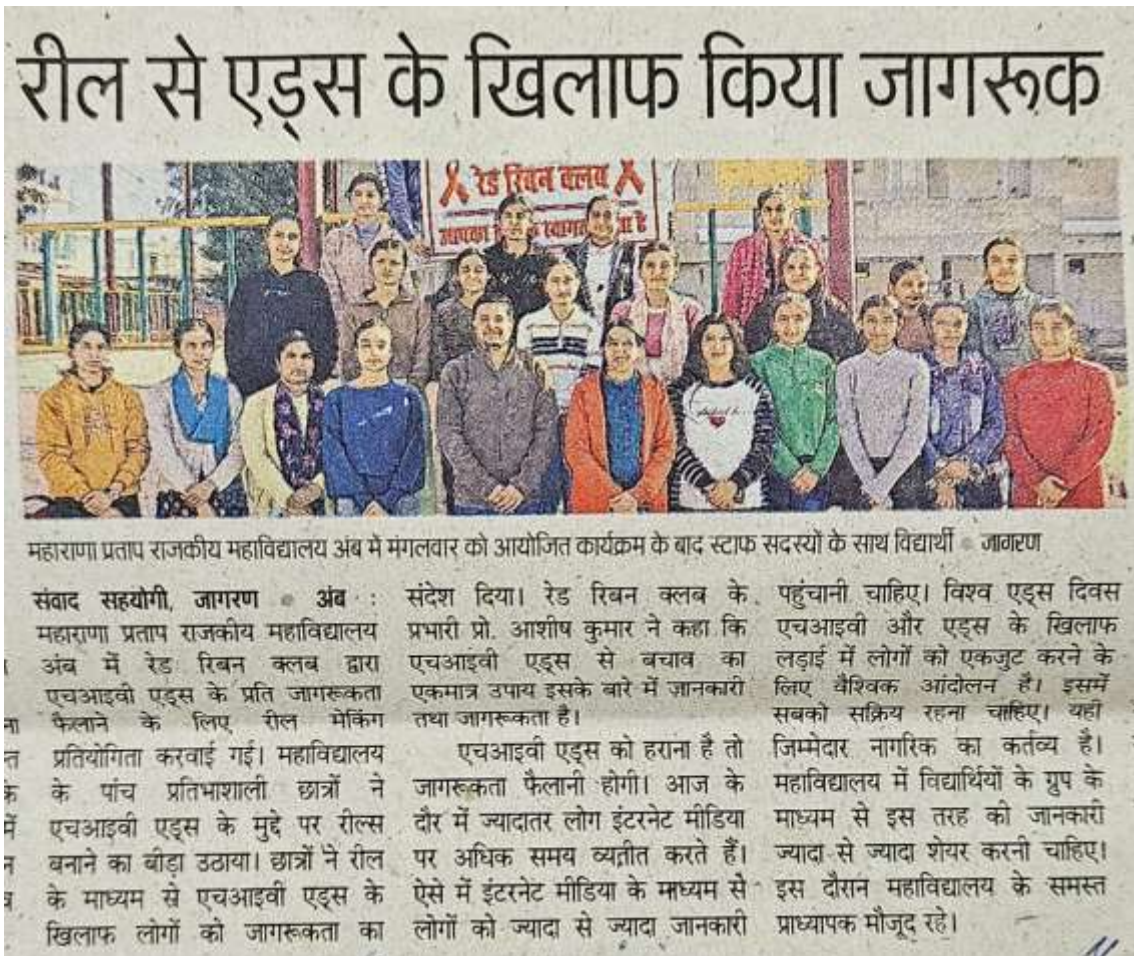 रील से एड्स के खिलाफ किया जागरूक
रेड रिबन क्लब
आपका
महाराणा प्रताप राजकीय महाविद्यालय अंब में मंगलवार को आयोजित कार्यक्रम के बाद स्टाफ सदस्यों के साथ विद्यार्थी ● जागरण
संवाद सहयोगी, जागरण ● अंब :
महाराणा प्रताप राजकीय महाविद्यालय
अंब में रेड रिबन क्लब द्वारा
एचआइवी एड्स के प्रति जागरूकता
फैलाने के लिए रील मेकिंग
प्रतियोगिता करवाई गई। महाविद्यालय
के पांच प्रतिभाशाली छात्रों ने
एचआइवी एड्स के मुद्दे पर रील्स
बनाने का बीड़ा उठाया। छात्रों ने रील
के माध्यम से एचआइवी एड्स के
खिलाफ लोगों को जागरूकता का
संदेश दिया। रेड रिबन क्लब के
प्रभारी प्रो. आशीष कुमार ने कहा कि
एचआइवी एड्स से बचाव का
एकमात्र उपाय इसके बारे में जानकारी
तथा जागरूकता है।
एचआइवी एड्स को हराना है तो
जागरूकता फैलानी होगी। आज के
दौर में ज्यादातर लोग इंटरनेट मीडिया
पर अधिक समय व्यतीत करते हैं।
ऐसे में इंटरनेट मीडिया के माध्यम से
लोगों को ज्यादा से ज्यादा जानकारी
पहुंचानी चाहिए। विश्व एड्स दिवस
एचआइवी और एड्स के खिलाफ
लड़ाई में लोगों को एकजुट करने के
लिए वैश्विक आंदोलन है। इसमें
सबको सक्रिय रहना चाहिए। यही
जिम्मेदार नागरिक का कर्तव्य है।
महाविद्यालय में विद्यार्थियों के ग्रुप के
माध्यम से इस तरह की जानकारी
ज्यादा से ज्यादा शेयर करनी चाहिए।
इस दौरान महाविद्यालय के समस्त
प्राध्यापक मौजूद रहे।